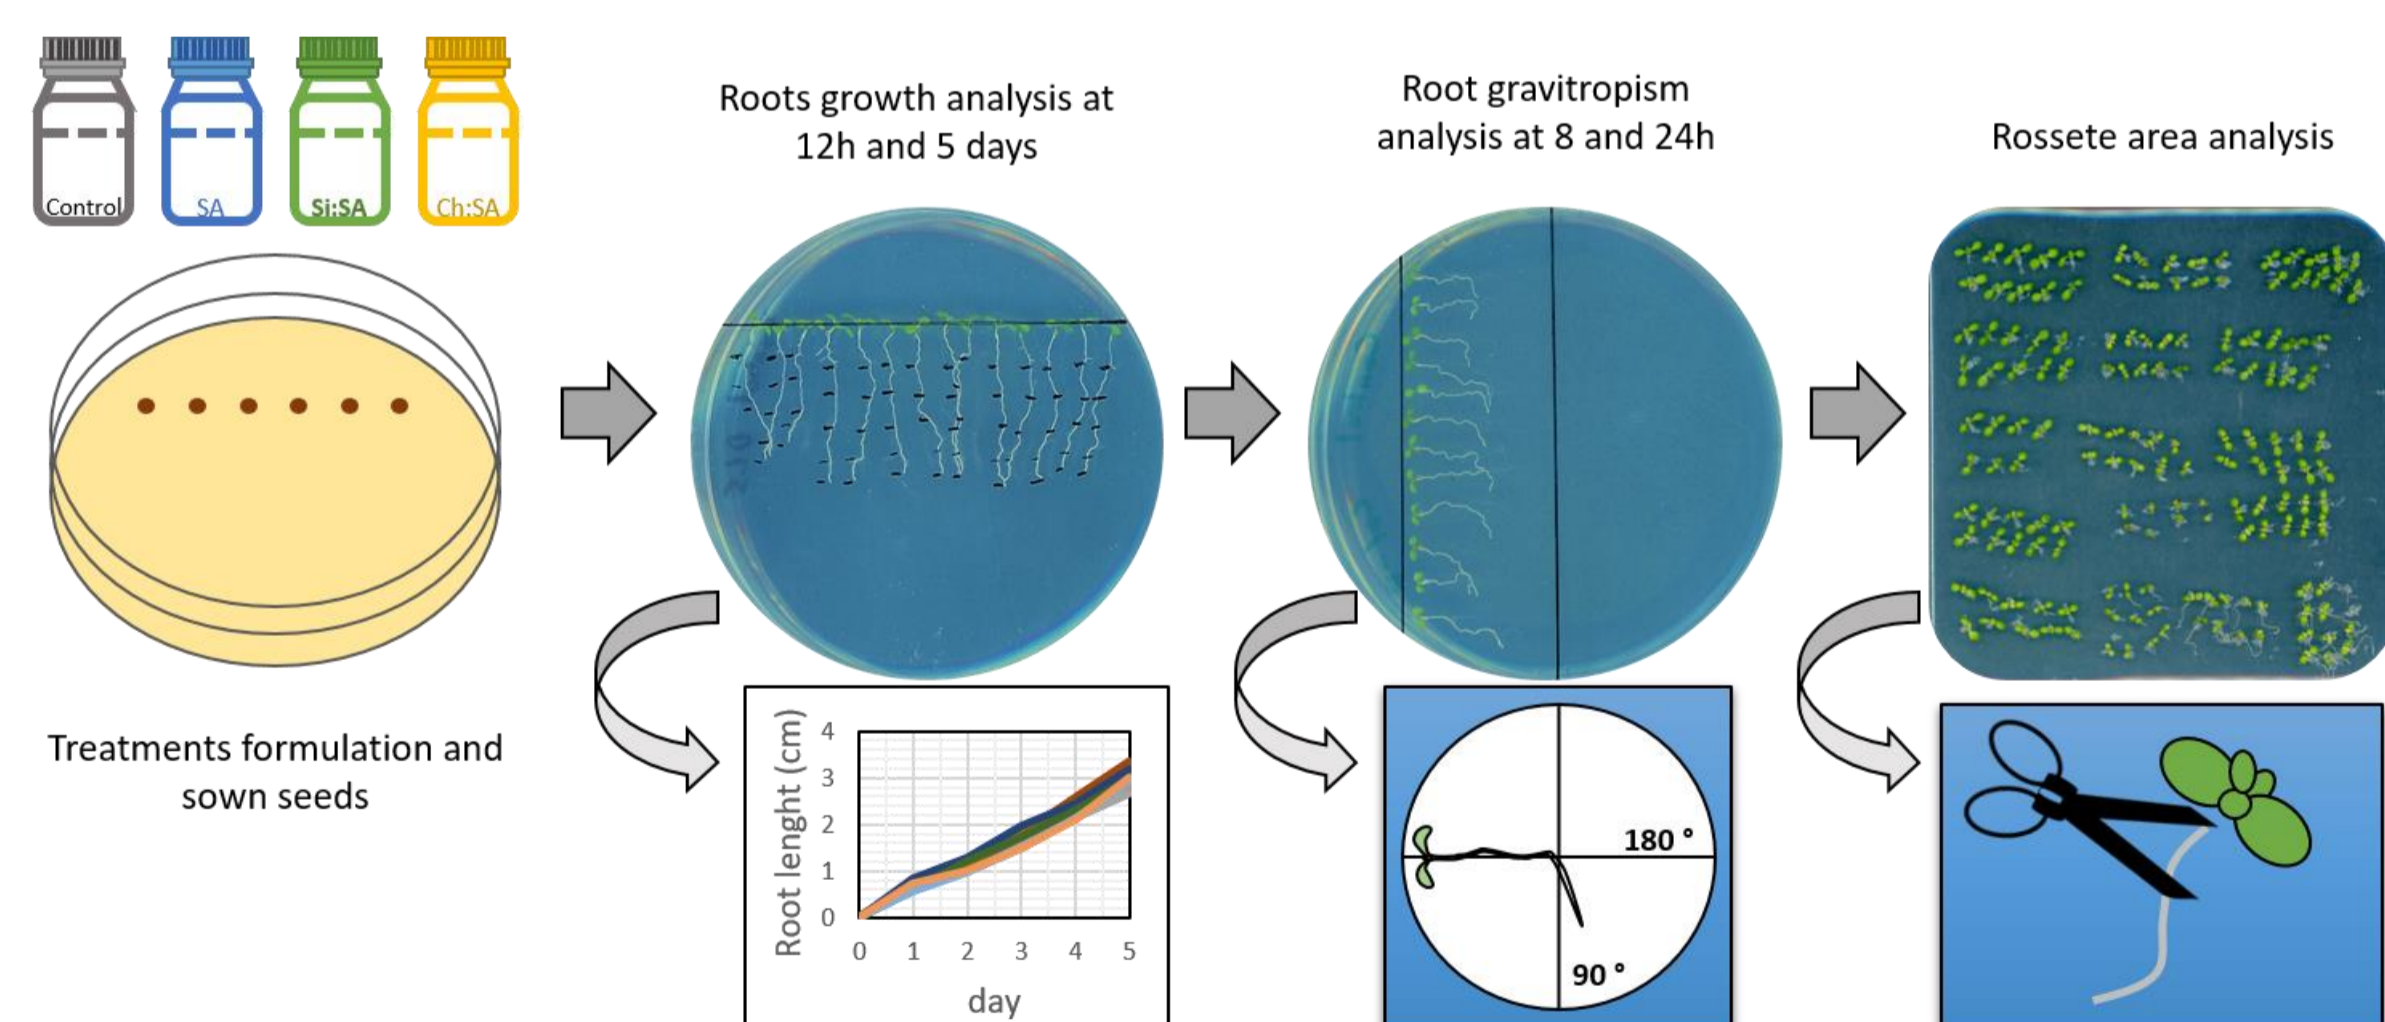 Control
SA
Si:SA
Ch:SA
Treatments formulation and
sown seeds
Roots growth analysis at
12h and 5 days
Root lenght (cm)
4
3
2
1
0
0 1 2 3 4 5
day
Root gravitropism
analysis at 8 and 24h
180 °
90 °
Rossete area analysis